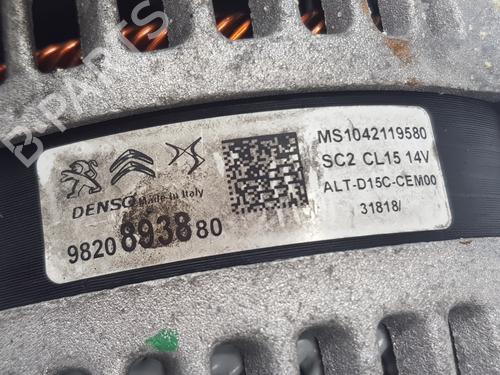 B-PARTS
DENSO Made in Italy
9820893880
MS1042119580
SC2 CL15 14V
ALT-D15C-CEM00
31818/